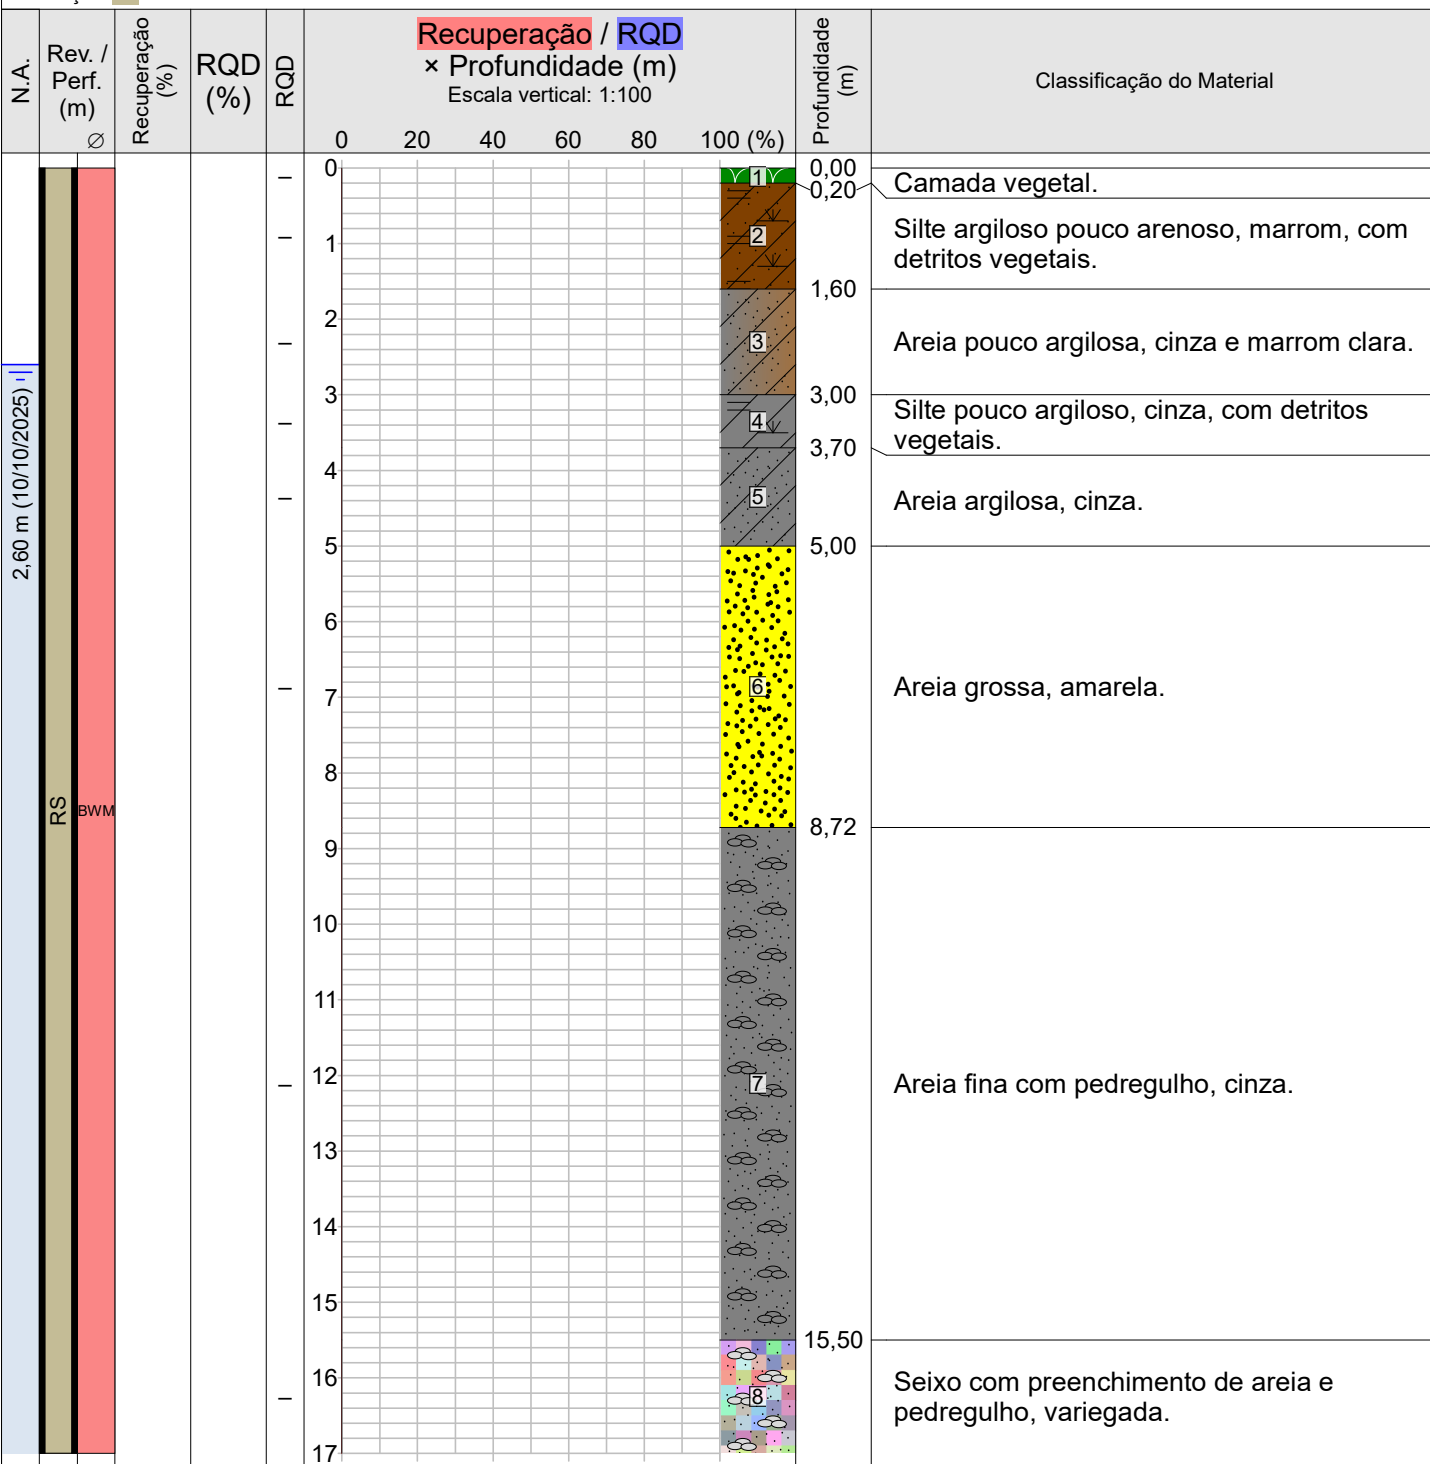 N.A.
Rev. /
Perf.
(m)
∅
Recuperação
(%)
RQD
(%)
RQD
Recuperação / RQD
× Profundidade (m)
Escala vertical: 1:100
0 20 40 60 80 100 (%)
Profundidade
(m)
Classificação do Material
0
1
2
3
4
5
6
7
8
9
10
11
12
13
14
15
16
17
2,60 m (10/10/2025)
RS
BWM
–
–
–
–
–
–
–
–
1
2
3
4
5
6
7
8
0,00
0,20
1,60
3,00
3,70
5,00
8,72
15,50
Camada vegetal.
Silte argiloso pouco arenoso, marrom, com
detritos vegetais.
Areia pouco argilosa, cinza e marrom clara.
Silte pouco argiloso, cinza, com detritos
vegetais.
Areia argilosa, cinza.
Areia grossa, amarela.
Areia fina com pedregulho, cinza.
Seixo com preenchimento de areia e
pedregulho, variegada.